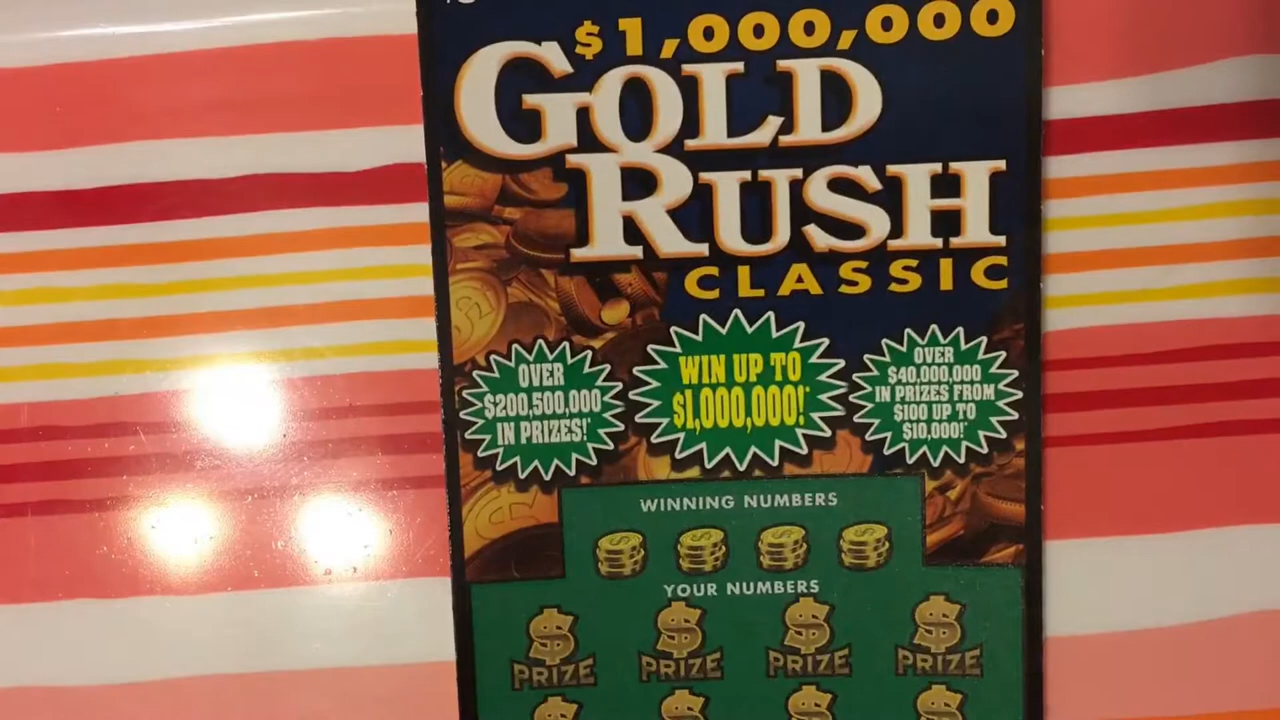 $1,000,000
GOLD
RUSH
CLASSIC
OVER
$200,500,000
IN PRIZES!*
WIN UP TO
$1,000,000!*
OVER
$40,000,000
IN PRIZES FROM
$100 UP TO
$10,000!*
WINNING NUMBERS
YOUR NUMBERS
$ $ $ $
PRIZE PRIZE PRIZE PRIZE